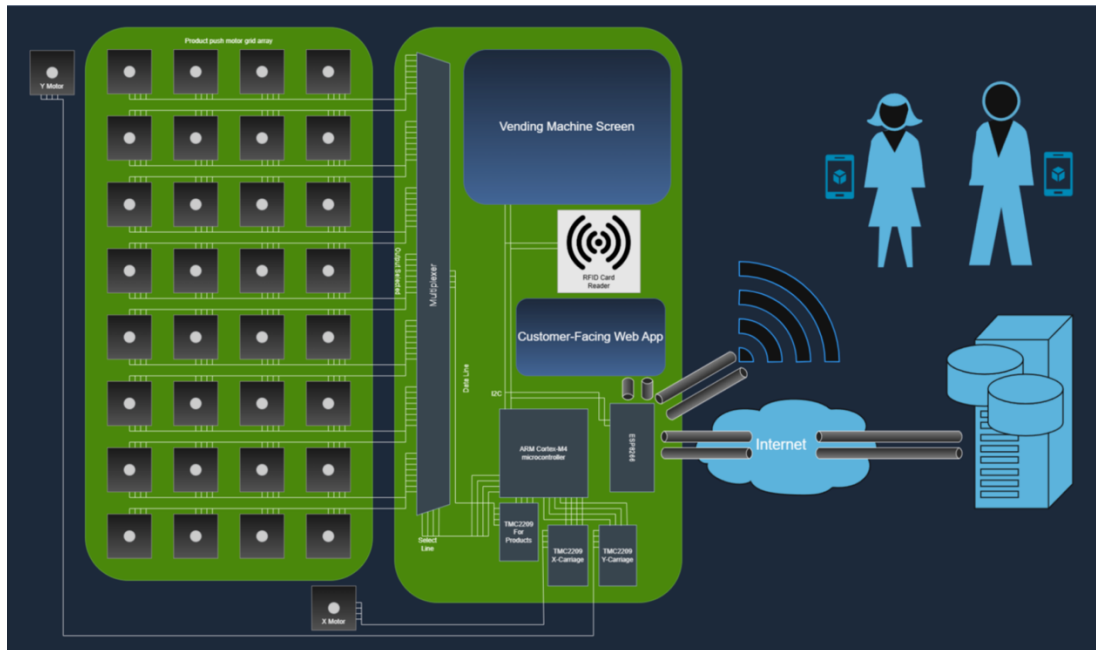 Product push motor grid array
Y Motor
Vending Machine Screen
RFID Card
Reader
Output Selected
Multiplexer
Customer-Facing Web App
Data Line
I2C
ARM Cortex-M4
microcontroller
ESP8266
Internet
TMC2209
For
Products
Select
Line
TMC2209
X-Carriage
TMC2209
Y-Carriage
X Motor